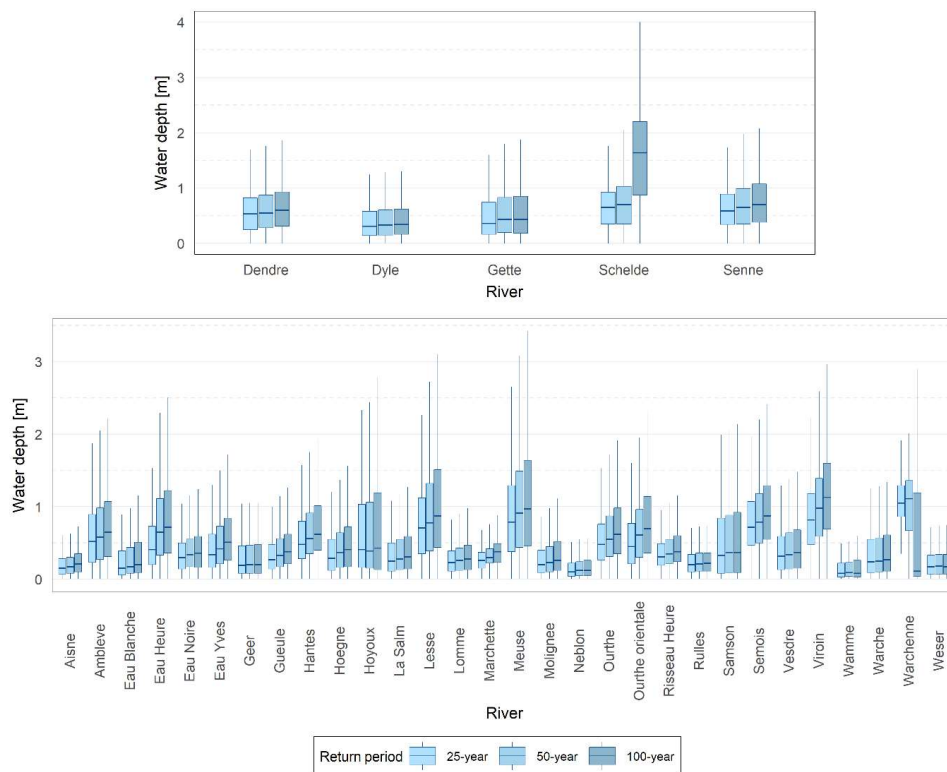 4
3
2
1
0
Water depth [m]
Dendre Dyle Gette Schelde Senne
River
3
2
1
0
Water depth [m]
Aisne Ambleve Eau Blanche Eau Heure Eau Noire Eau Yves Geer Gueule Hantes Hoegne Hoyoux La Salm Lesse Lomme Marchette Meuse Molignee Neblon Ourthe Ourthe orientale Risseau Heure Rulles Samson Semois Vesdre Viroin Wamme Warche Warchenne Weser
River
Return period 25-year 50-year 100-year